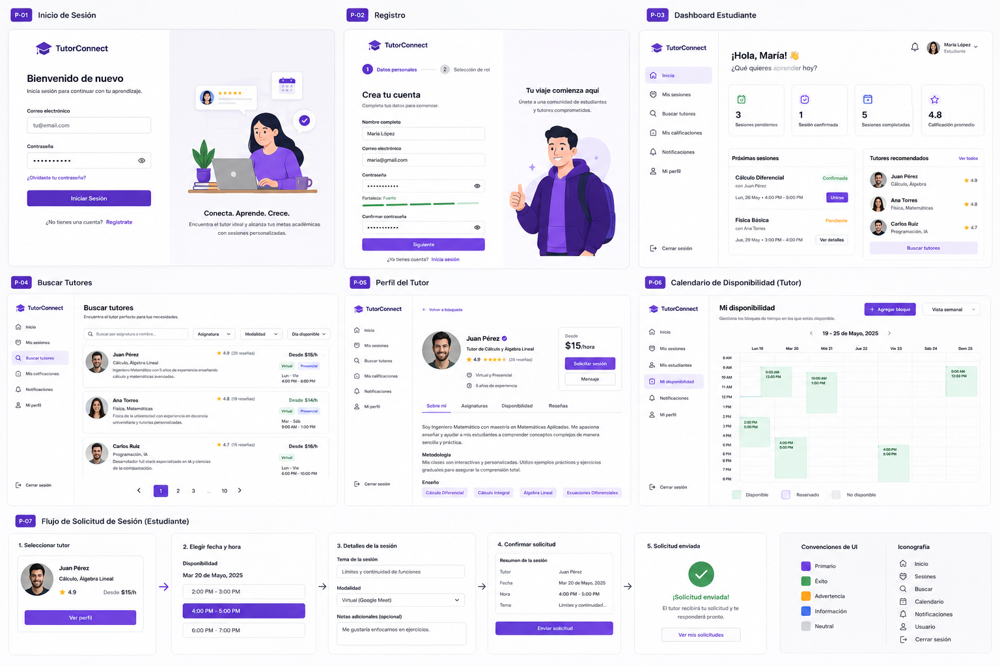 P-01 Inicio de Sesión
TutorConnect
Bienvenido de nuevo
Inicia sesión para continuar con tu aprendizaje.
Correo electrónico
tu@email.com
Contraseña
¿Olvidaste tu contraseña?
Iniciar Sesión
¿No tienes una cuenta? Regístrate
Conecta. Aprende. Crece.
Encuentra el tutor ideal y alcanza tus metas académicas
con sesiones personalizadas.
P-02 Registro
TutorConnect
1 Datos personales 2 Selección de rol
Crea tu cuenta
Completa tus datos para comenzar.
Nombre completo
María López
Correo electrónico
maria@gmail.com
Contraseña
Fortaleza: Fuerte
Confirmar contraseña
Siguiente
¿Ya tienes cuenta? Inicia sesión
Tu viaje comienza aquí
Únete a una comunidad de estudiantes
y tutores comprometidos.
P-03 Dashboard Estudiante
TutorConnect
Inicio
Mis sesiones
Buscar tutores
Mis calificaciones
Notificaciones
Mi perfil
Cerrar sesión
María López
Estudiante
¡Hola, María! 👋
¿Qué quieres aprender hoy?
3
Sesiones pendientes
1
Sesión confirmada
5
Sesiones completadas
4.8
Calificación promedio
Próximas sesiones
Cálculo Diferencial Confirmada
con Juan Pérez
Lun, 26 May • 4:00 PM - 5:00 PM Unirse
Física Básica Pendiente
con Ana Torres
Jue, 29 May • 3:00 PM - 4:00 PM Ver detalles
Tutores recomendados Ver todos
Juan Pérez
Cálculo, Álgebra 4.9
Ana Torres
Física, Matemáticas 4.8
Carlos Ruiz
Programación, IA 4.7
Buscar tutores
P-04 Buscar Tutores
TutorConnect
Inicio
Mis sesiones
Buscar tutores
Mis calificaciones
Notificaciones
Mi perfil
Cerrar sesión
Buscar tutores
Encuentra el tutor perfecto para tus necesidades.
Buscar por asignatura o nombre... Asignatura Modalidad Día disponible
Juan Pérez 4.9 (28 reseñas) Desde $15/h
Cálculo, Álgebra Lineal
Ingeniero Matemático con 5 años de experiencia enseñando
cálculo y matemáticas avanzadas.
Virtual Presencial
Lun - Vie
4:00 PM - 8:00 PM
Ana Torres 4.8 (19 reseñas) Desde $14/h
Física, Matemáticas
Física de la universidad con experiencia en docencia
universitaria y tutorías personalizadas.
Virtual Presencial
Mar - Sáb
9:00 AM - 1:00 PM
Carlos Ruiz 4.7 (15 reseñas) Desde $16/h
Programación, IA
Desarrollador full stack especializado en IA y ciencias
de la computación.
Virtual
Lun - Vie
6:00 PM - 10:00 PM
1 2 3 ... 10
P-05 Perfil del Tutor
TutorConnect
Inicio
Mis sesiones
Buscar tutores
Mis calificaciones
Notificaciones
Mi perfil
Cerrar sesión
← Volver a búsqueda
Juan Pérez
Tutor de Cálculo y Álgebra Lineal
4.9 (28 reseñas)
Virtual y Presencial
5 años de experiencia
Desde
$15/hora
Solicitar sesión
Mensaje
Sobre mí Asignaturas Disponibilidad Reseñas
Soy Ingeniero Matemático con maestría en Matemáticas Aplicadas. Me apasiona
enseñar y ayudar a mis estudiantes a comprender conceptos complejos de manera
sencilla y práctica.
Metodología
Mis clases son interactivas y personalizadas. Utilizo ejemplos prácticos y ejercicios
graduales para asegurar la comprensión total.
Enseño
Cálculo Diferencial Cálculo Integral Álgebra Lineal Ecuaciones Diferenciales
P-06 Calendario de Disponibilidad (Tutor)
TutorConnect
Inicio
Mis sesiones
Mis estudiantes
Mi disponibilidad
Notificaciones
Mi perfil
Cerrar sesión
Mi disponibilidad
Gestiona los bloques de tiempo en los que estás disponible.
+ Agregar bloque Vista semanal
19 - 25 de Mayo, 2025
Lun 19 Mar 20 Mié 21 Jue 22 Vie 23 Sáb 24 Dom 25
8 AM
9 AM
10 AM
11 AM
12 PM
1 PM
2 PM
3 PM
4 PM
5 PM
6 PM
6 PM
7 PM
8 PM
9:00 AM -
12:00 PM
10:00 AM
1:00 PM
9:00 AM
12:00 PM
2:00 PM
5:00 PM
4:00 PM -
5:00 PM
4:00 PM
8:00 PM
Disponible Reservado No disponible
P-07 Flujo de Solicitud de Sesión (Estudiante)
1. Seleccionar tutor
Juan Pérez
Cálculo, Álgebra Lineal
4.9 Desde $15/h
Ver perfil
2. Elegir fecha y hora
Disponibilidad
Mar 20 de Mayo, 2025
2:00 PM - 3:00 PM
4:00 PM - 5:00 PM
6:00 PM - 7:00 PM
3. Detalles de la sesión
Tema de la sesión
Límites y continuidad de funciones
Modalidad
Virtual (Google Meet)
Notas adicionales (opcional)
Me gustaría enfocarnos en ejercicios.
4. Confirmar solicitud
Resumen de la sesión
Tutor Juan Pérez
Fecha Mar 20 de Mayo, 2025
Hora 4:00 PM - 5:00 PM
Tema Límites y continuidad...
Enviar solicitud
5. Solicitud enviada
¡Solicitud enviada!
El tutor recibirá tu solicitud y te
responderá pronto.
Ver mis solicitudes
Convenciones de UI
Primario
Éxito
Advertencia
Información
Neutral
Iconografía
Inicio
Sesiones
Buscar
Calendario
Notificaciones
Usuario
Cerrar sesión